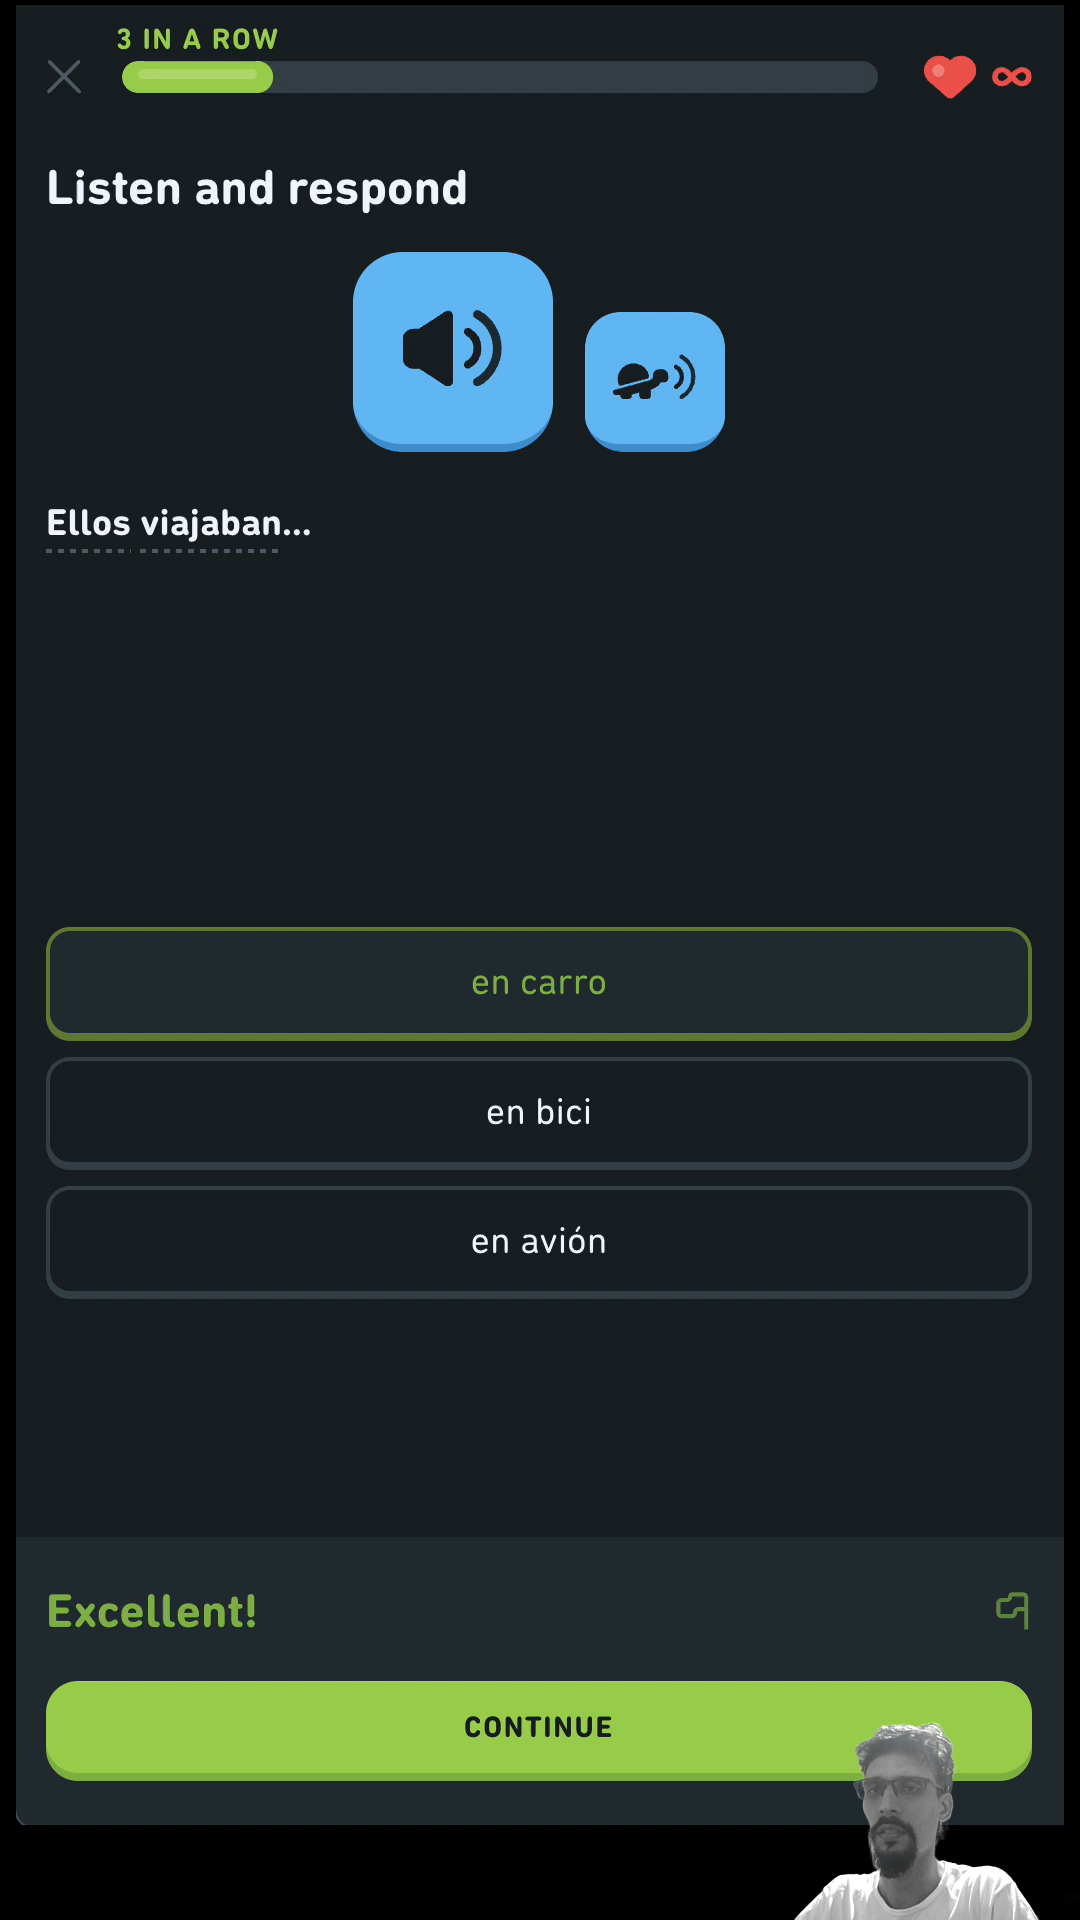 3 IN A ROW
Listen and respond
Ellos viajaban...
en carro
en bici
en avión
Excellent!
CONTINUE